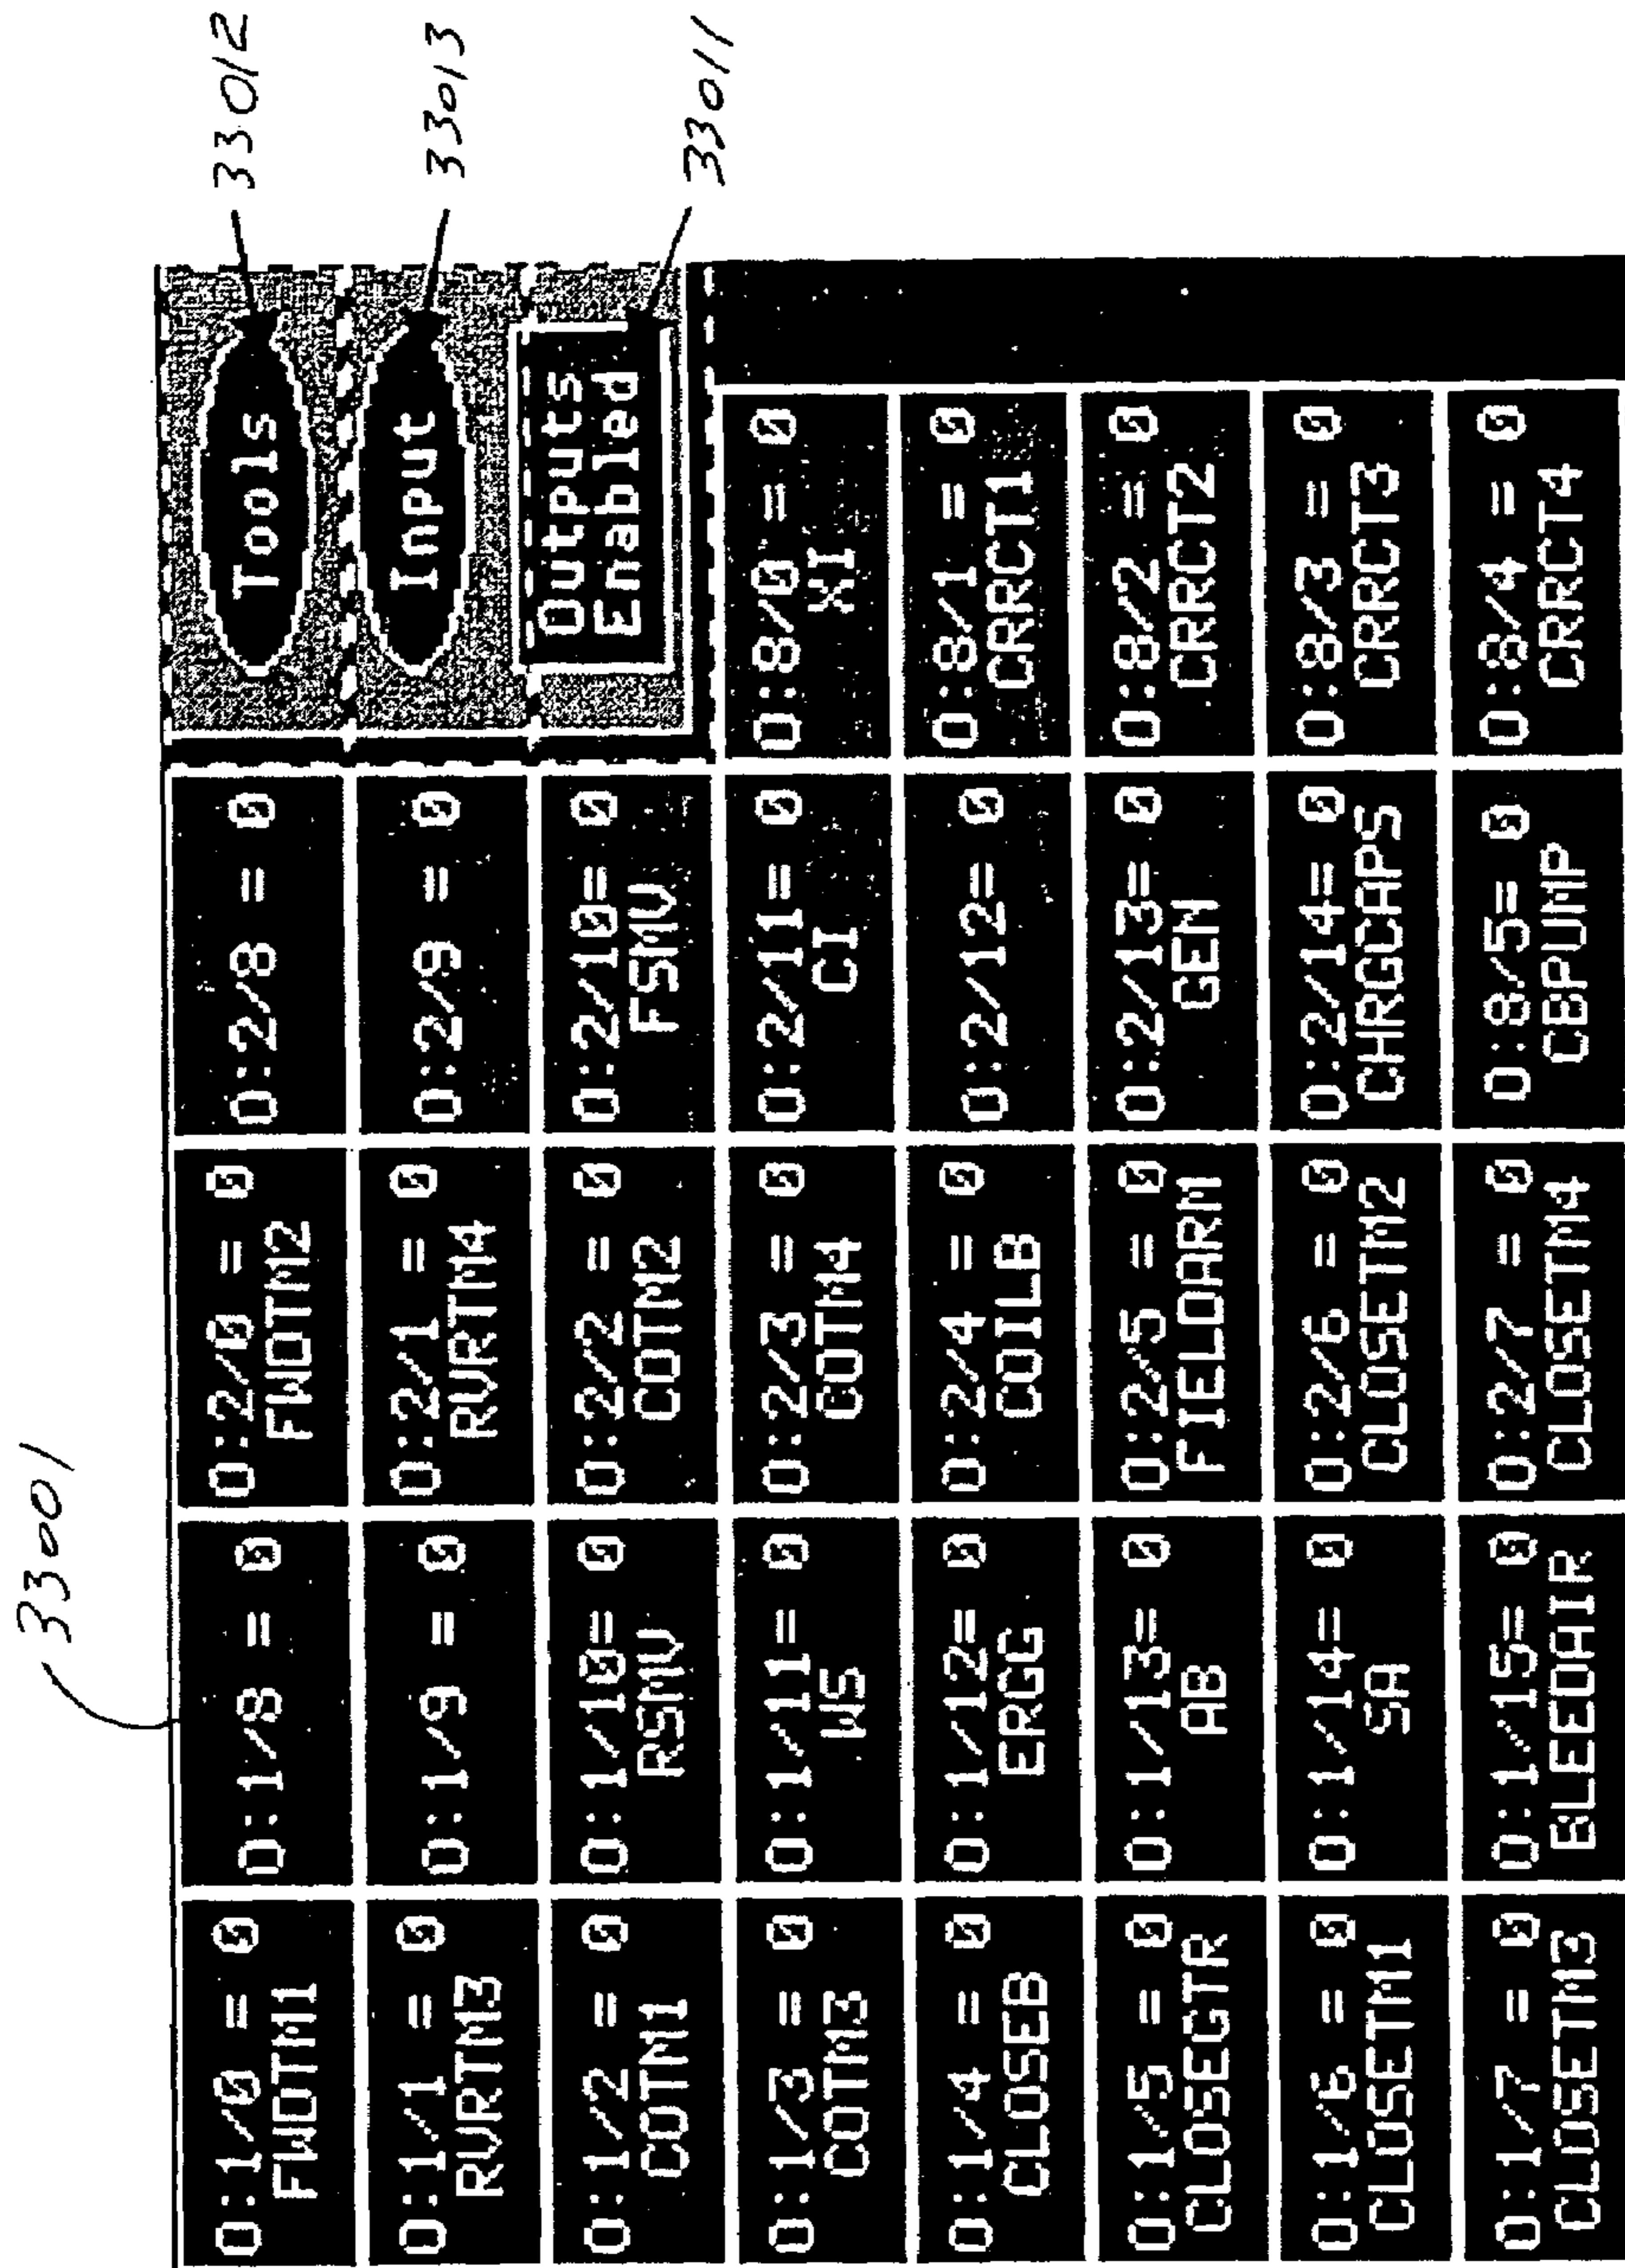 33001
33012
33013
33011
Tools
Input
Outputs
Enabled
O:1/0 = 0
FWDTM1
O:1/8 = 0
O:2/0 = 0
FWDTM2
O:2/8 = 0
O:1/1 = 0
RVRTM3
O:1/9 = 0
O:2/1 = 0
RVRTM4
O:2/9 = 0
O:1/2 = 0
COTM1
O:1/10= 0
RSMV
O:2/2 = 0
COTM2
O:2/10= 0
FSMV
O:1/3 = 0
COTM3
O:1/11= 0
WS
O:2/3 = 0
COTM4
O:2/11= 0
CI
O:8/0 = 0
XI
O:1/4 = 0
CLOSEB
O:1/12= 0
ERGG
O:2/4 = 0
COILB
O:2/12= 0
O:8/1 = 0
CRRCT1
O:1/5 = 0
CLOSEGTR
O:1/13= 0
AB
O:2/5 = 0
FIELDARM
O:2/13= 0
GEN
O:8/2 = 0
CRRCT2
O:1/6 = 0
CLOSETM1
O:1/14= 0
SA
O:2/6 = 0
CLOSETM2
O:2/14= 0
CHRGCAPS
O:8/3 = 0
CRRCT3
O:1/7 = 0
CLOSETM3
O:1/15= 0
BLEEDAIR
O:2/7 = 0
CLOSETM4
O:8/5= 0
CBPUMP
O:8/4 = 0
CRRCT4